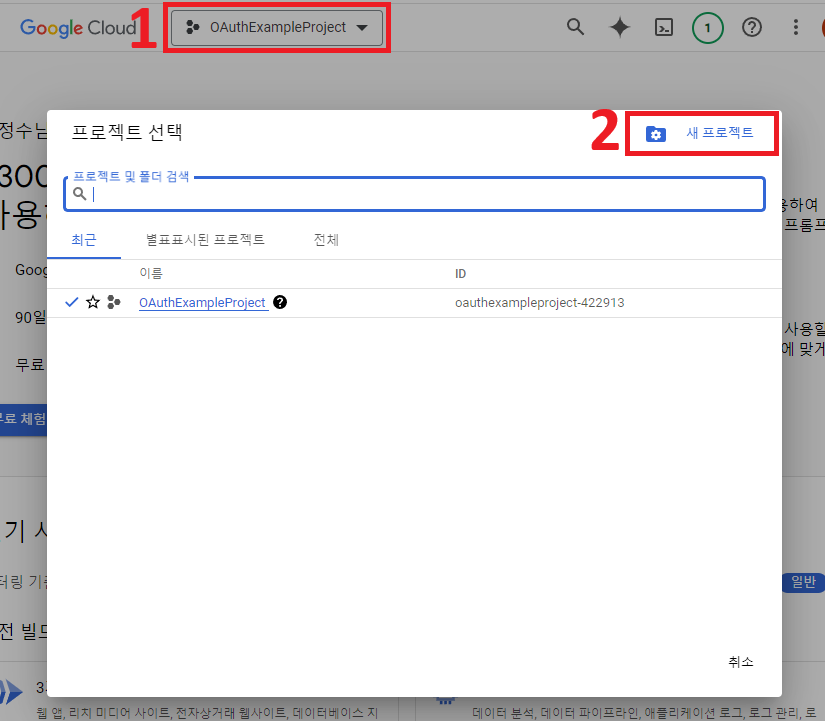 Google Cloud
1
OAuthExampleProject
1
정수님
300
사용
Goog
90일
무료
무료 체험
프로젝트 선택
2
새 프로젝트
프로젝트 및 폴더 검색
최근
별표표시된 프로젝트
전체
이름
ID
OAuthExampleProject
oauthexampleproject-422913
취소
용하여
프롬프
사용할
에 맞게
기 사
터링 기준
일반
전 빌드
웹 앱, 리치 미디어 사이트, 전자상거래 웹사이트, 데이터베이스 지
데이터 분석, 데이터 파이프라인, 애플리케이션 로그, 로그 관리, 로